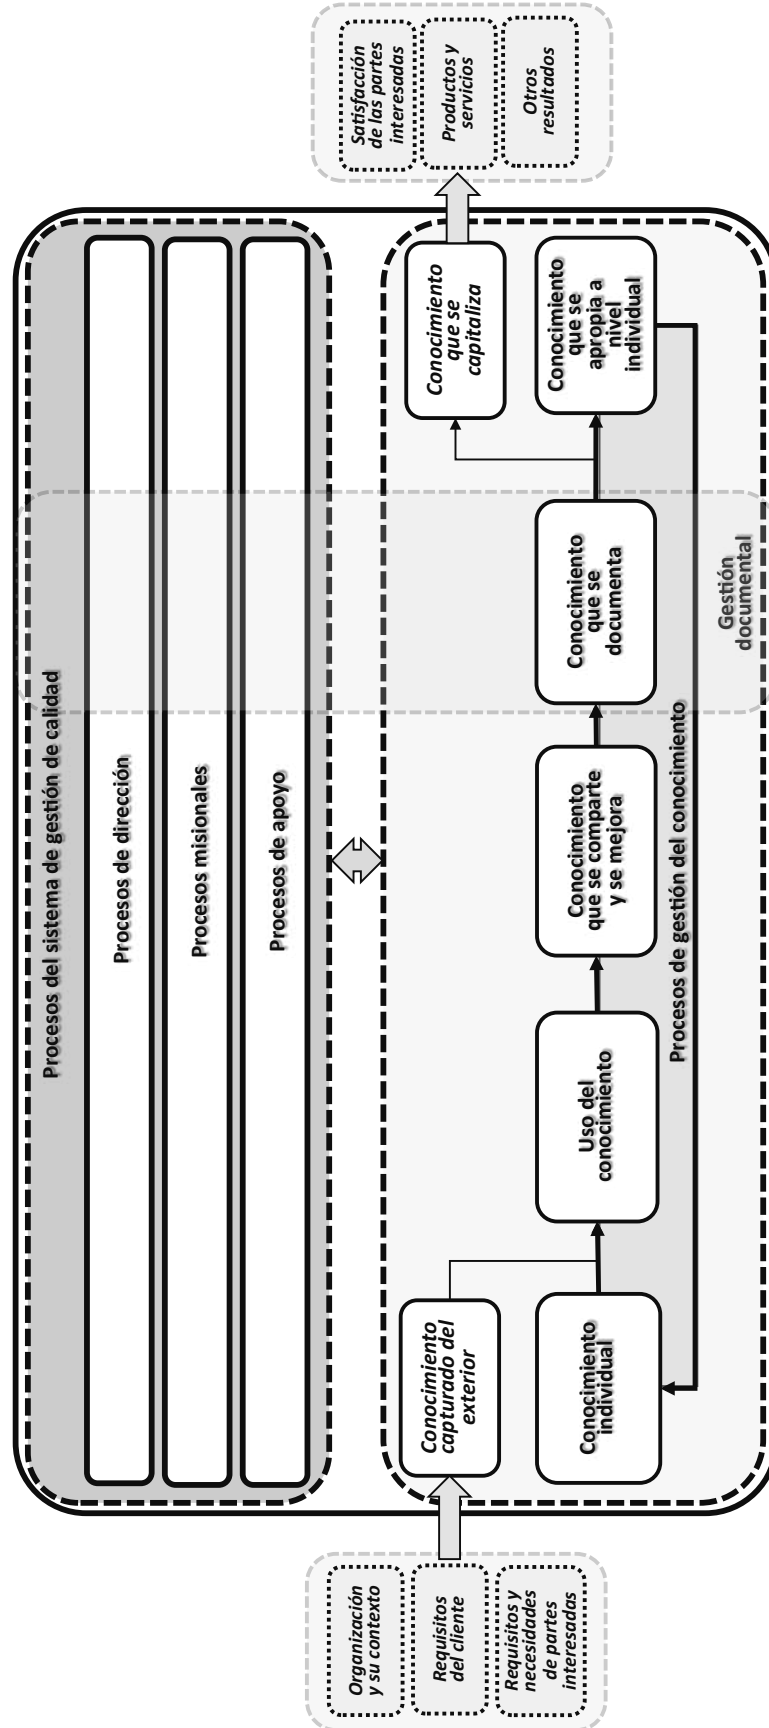 Organización
y su contexto
Requisitos
del cliente
Requisitos y
necesidades
de partes
interesadas
Procesos del sistema de gestión de calidad
Procesos de dirección
Procesos misionales
Procesos de apoyo
Conocimiento
capturado del
exterior
Conocimiento
individual
Uso del
conocimiento
Conocimiento
que se comparte
y se mejora
Conocimiento
que se
documenta
Conocimiento
que se
capitaliza
Conocimiento
que se
apropia a
nivel
individual
Procesos de gestión del conocimiento
Gestión
documental
Satisfacción
de las partes
interesadas
Productos y
servicios
Otros
resultados